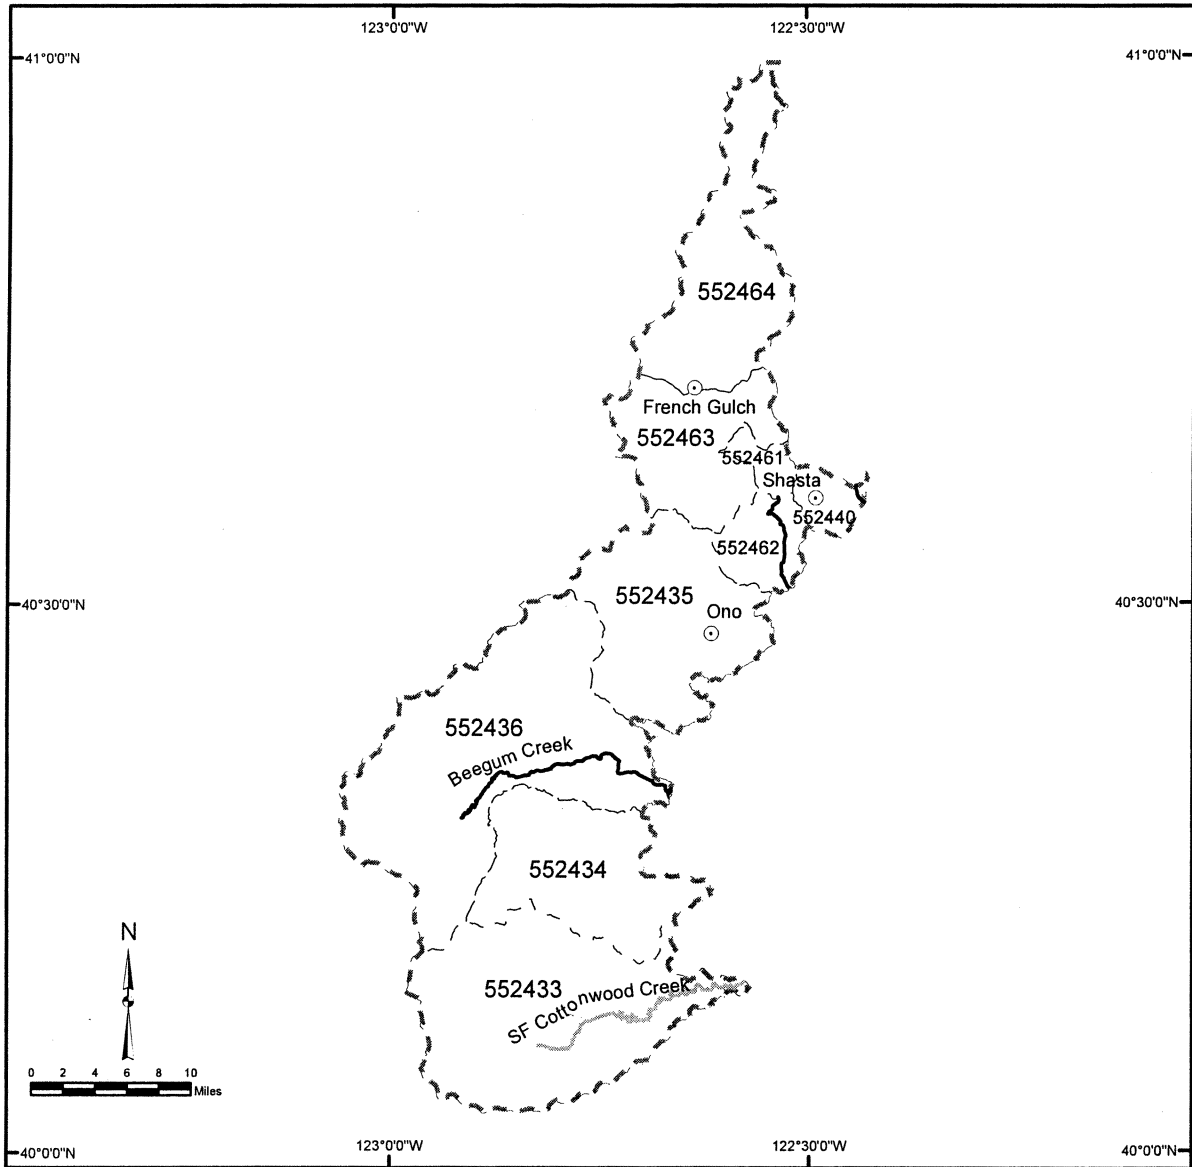 123°0'0"W
122°30'0"W
41°0'0"N
41°0'0"N
552464
French Gulch
552463
552461
Shasta
552440
552462
552435
Ono
40°30'0"N
40°30'0"N
552436
Beegum Creek
552434
N
552433
SF Cottonwood Creek
0 2 4 6 8 10
Miles
123°0'0"W
122°30'0"W
40°0'0"N
40°0'0"N